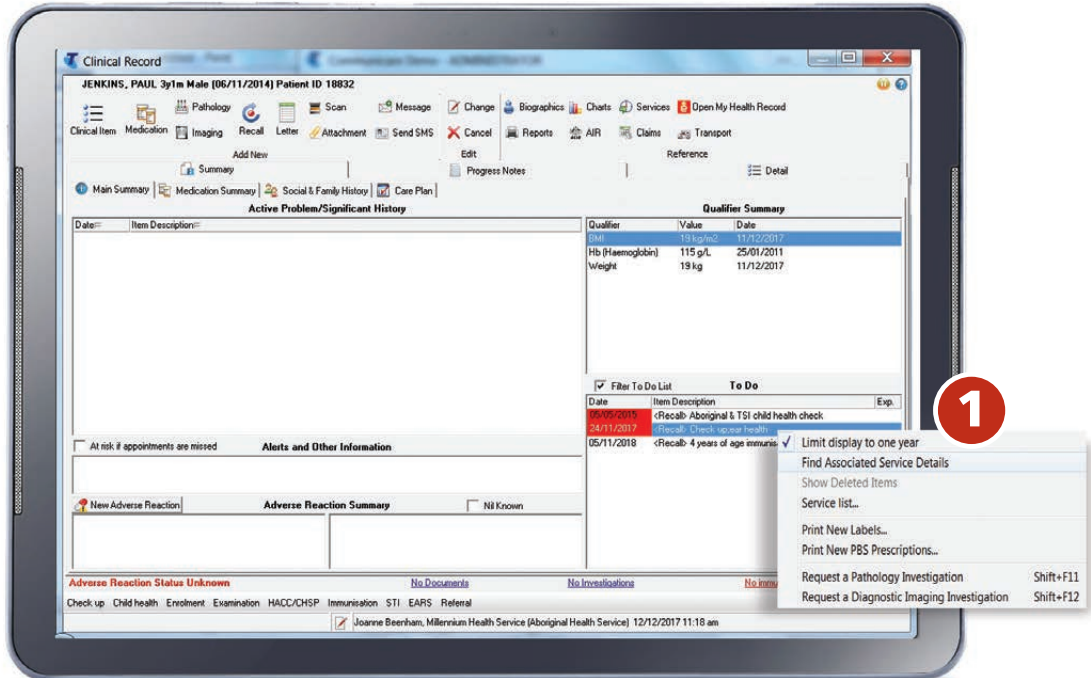 Clinical Record
JENKINS, PAUL 3y1m Male (06/11/2014) Patient ID 18832
Clinical Item Medication Pathology Imaging Recall Letter Scan Attachment Message Send SMS Change Cancel Biographics Reports Charts AIR Services Claims Open My Health Record Transport
Add New Edit Reference
Summary Progress Notes Detail
Main Summary Medication Summary Social & Family History Care Plan
Active Problem/Significant History
Date Item Description
Qualifier Summary
Qualifier Value Date
BMI 19 kg/m2 11/12/2017
Hb (Haemoglobin) 115 g/L 25/01/2011
Weight 19 kg 11/12/2017
Filter To Do List To Do
Date Item Description Exp.
05/05/2015 <Recall> Aboriginal & TSI child health check
24/11/2017 <Recall> Check up;ear health
05/11/2018 <Recall> 4 years of age immunis
1
Limit display to one year
Find Associated Service Details
Show Deleted Items
Service list...
Print New Labels...
Print New PBS Prescriptions...
Request a Pathology Investigation Shift+F11
Request a Diagnostic Imaging Investigation Shift+F12
At risk if appointments are missed Alerts and Other Information
New Adverse Reaction Adverse Reaction Summary Nil Known
Adverse Reaction Status Unknown No Documents No Investigations No immu
Check up Child health Enrolment Examination HACC/CHSP Immunisation STI EARS Referral
Joanne Beenham, Millennium Health Service (Aboriginal Health Service) 12/12/2017 11:18 am